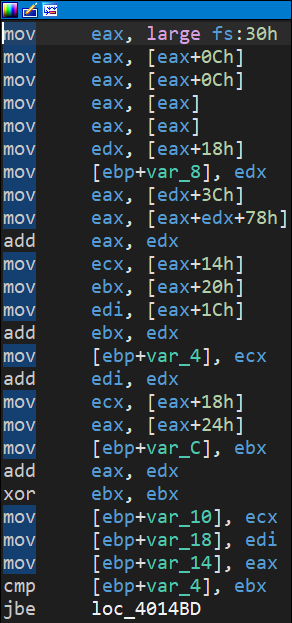 mov eax, large fs:30h
mov eax, [eax+0Ch]
mov eax, [eax+0Ch]
mov eax, [eax]
mov eax, [eax]
mov edx, [eax+18h]
mov [ebp+var_8], edx
mov eax, [edx+3Ch]
mov eax, [eax+edx+78h]
add eax, edx
mov ecx, [eax+14h]
mov ebx, [eax+20h]
mov edi, [eax+1Ch]
add ebx, edx
mov [ebp+var_4], ecx
add edi, edx
mov ecx, [eax+18h]
mov eax, [eax+24h]
mov [ebp+var_C], ebx
add eax, edx
xor ebx, ebx
mov [ebp+var_10], ecx
mov [ebp+var_18], edi
mov [ebp+var_14], eax
cmp [ebp+var_4], ebx
jbe loc_4014BD